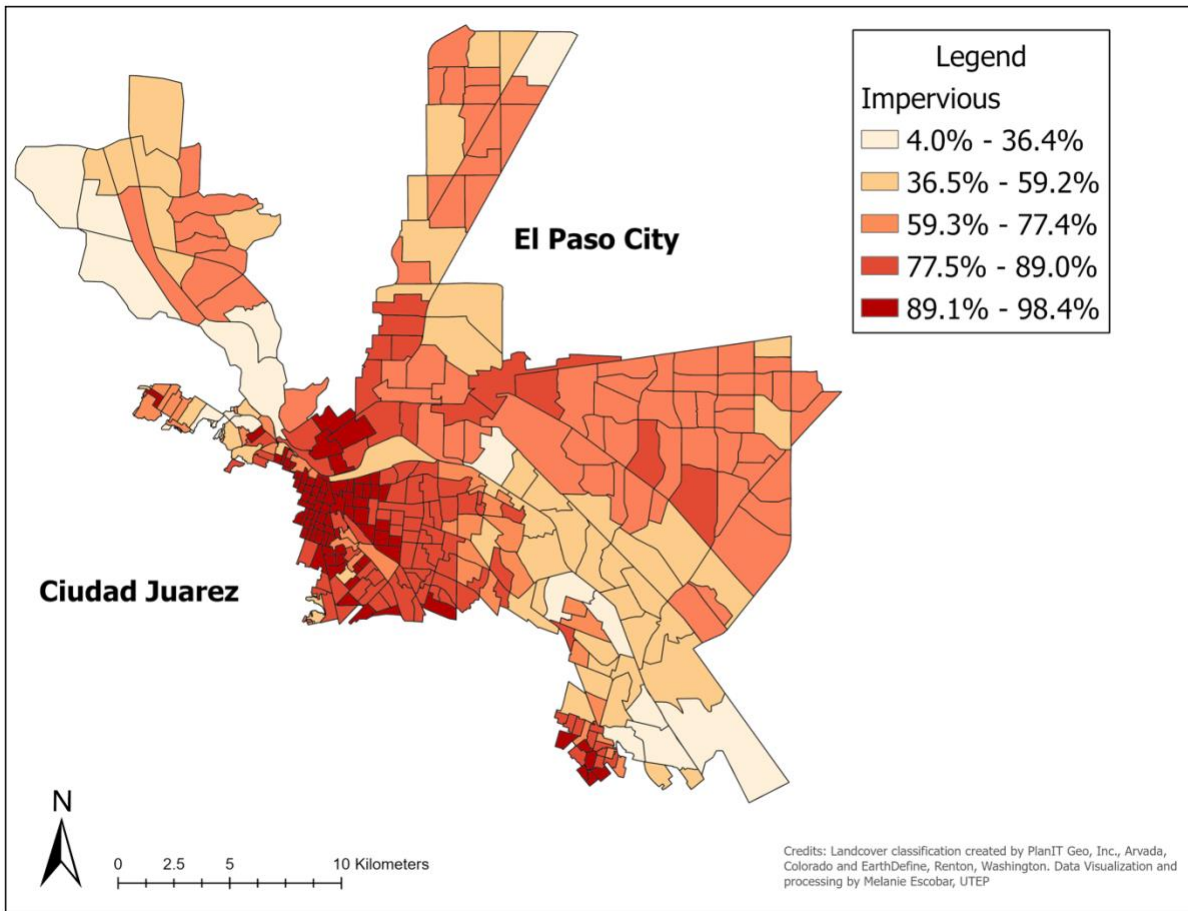 Legend
Impervious
4.0% - 36.4%
36.5% - 59.2%
59.3% - 77.4%
77.5% - 89.0%
89.1% - 98.4%
El Paso City
Ciudad Juarez
N
0 2.5 5 10 Kilometers
Credits: Landcover classification created by PlanIT Geo, Inc., Arvada,
Colorado and EarthDefine, Renton, Washington. Data Visualization and
processing by Melanie Escobar, UTEP